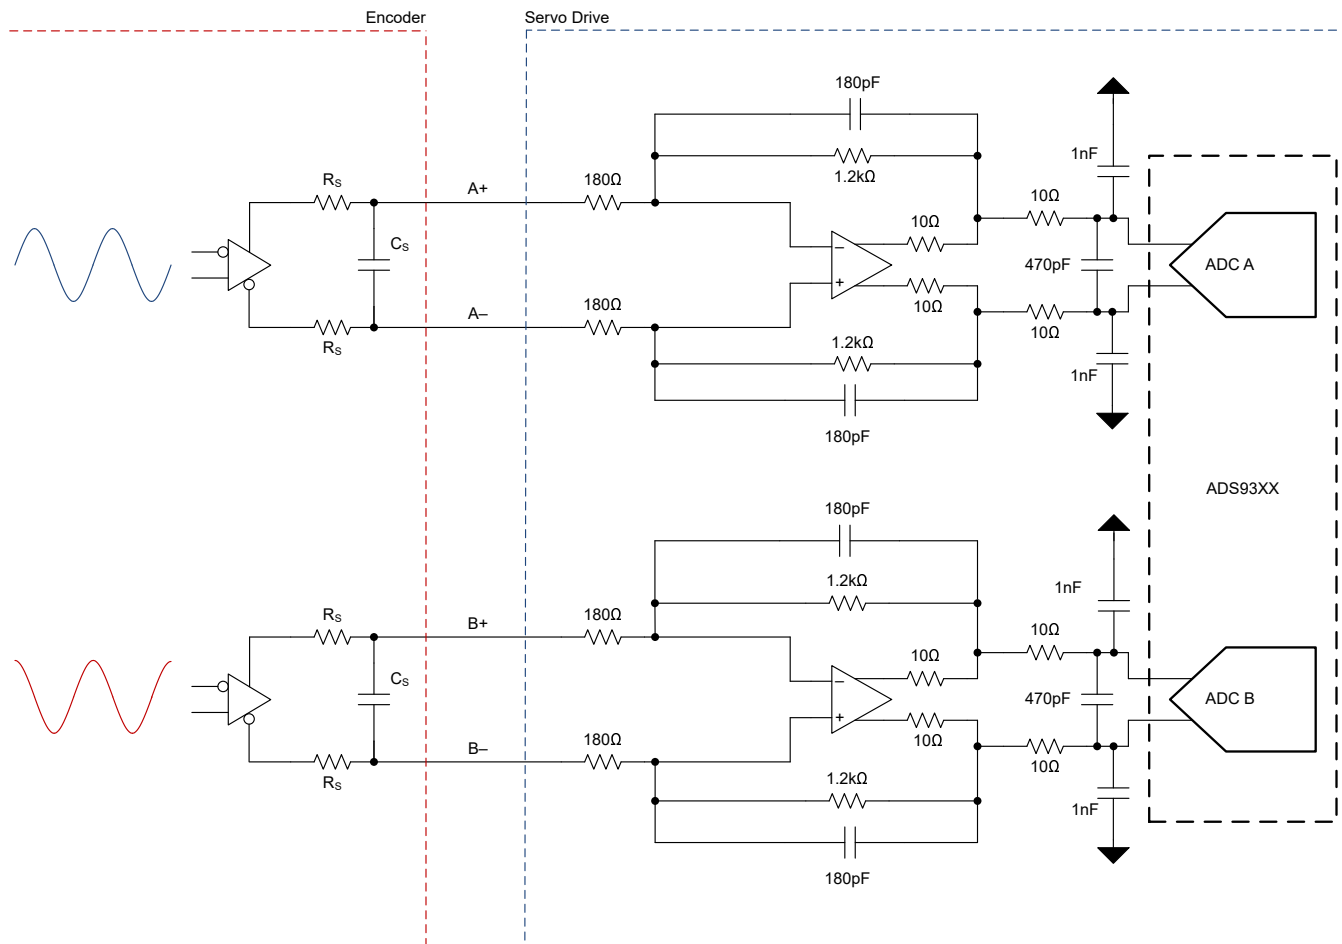 Encoder
Servo Drive
180pF
1nF
1.2kΩ
RS
A+
180Ω
10Ω
10Ω
CS
−
+
470pF
ADC A
A–
180Ω
10Ω
10Ω
RS
1.2kΩ
1nF
180pF
ADS93XX
180pF
1.2kΩ
1nF
RS
B+
180Ω
10Ω
10Ω
CS
−
+
470pF
ADC B
B–
180Ω
10Ω
10Ω
RS
1.2kΩ
1nF
180pF